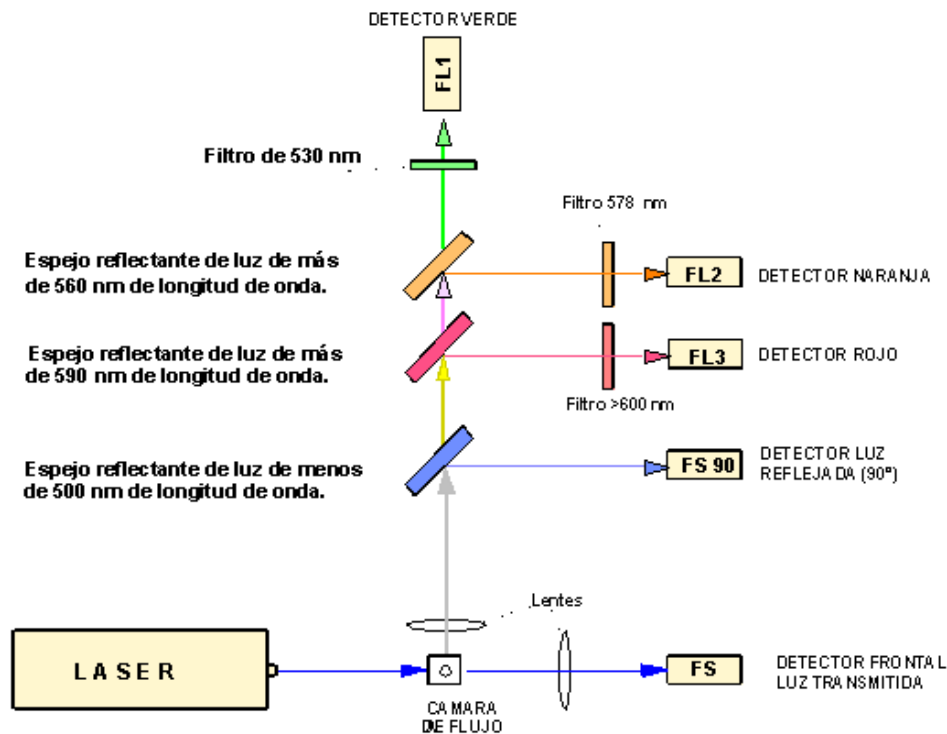 DETECTOR VERDE
FL1
Filtro de 530 nm
Filtro 578 nm
Espejo reflectante de luz de más
de 560 nm de longitud de onda.
FL2
DETECTOR NARANJA
Espejo reflectante de luz de más
de 590 nm de longitud de onda.
FL3
DETECTOR ROJO
Filtro >600 nm
Espejo reflectante de luz de menos
de 500 nm de longitud de onda.
FS 90
DETECTOR LUZ
REFLEJADA (90º)
Lentes
LASER
FS
DETECTOR FRONTAL
LUZ TRANSMITIDA
CAMARA
DE FLUJO